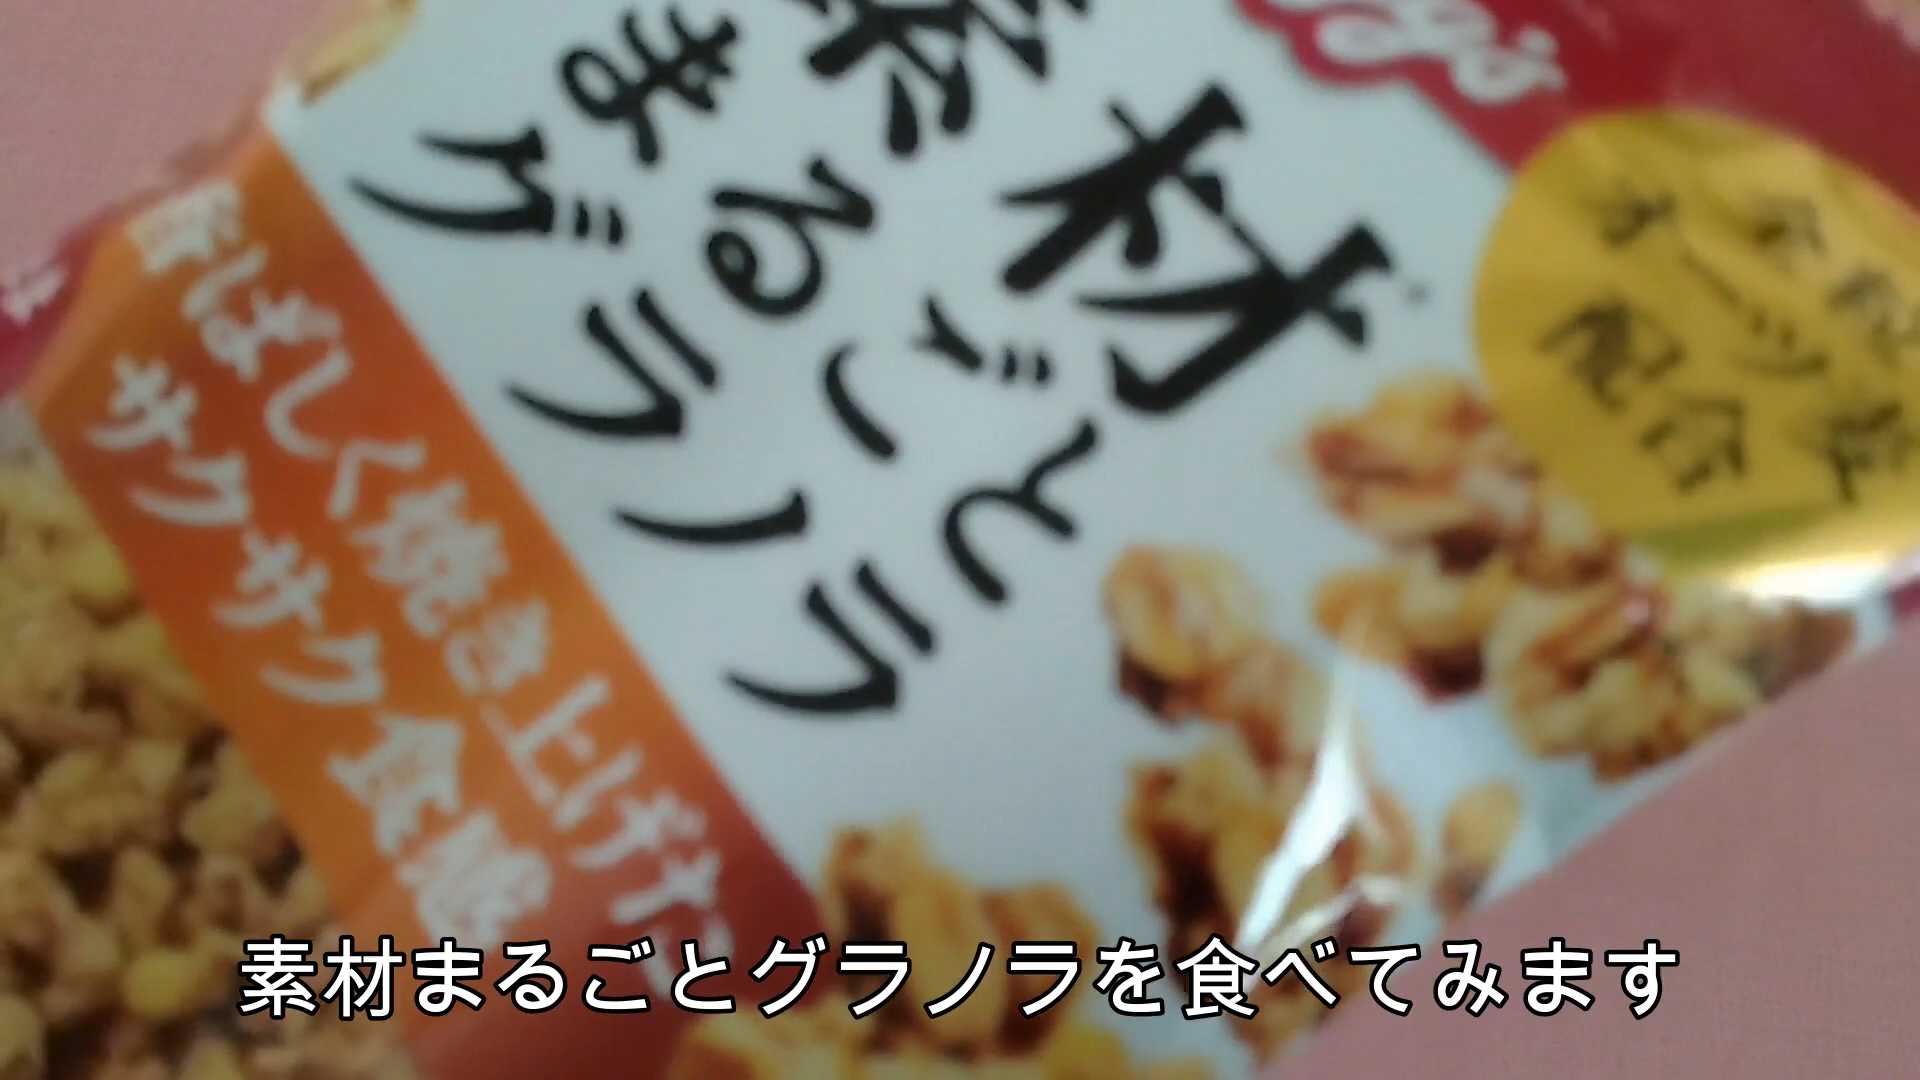 素材
まるごと
グラノラ
香ばしく焼き上げた
サクサク食感
配合
素材まるごとグラノラを食べてみます